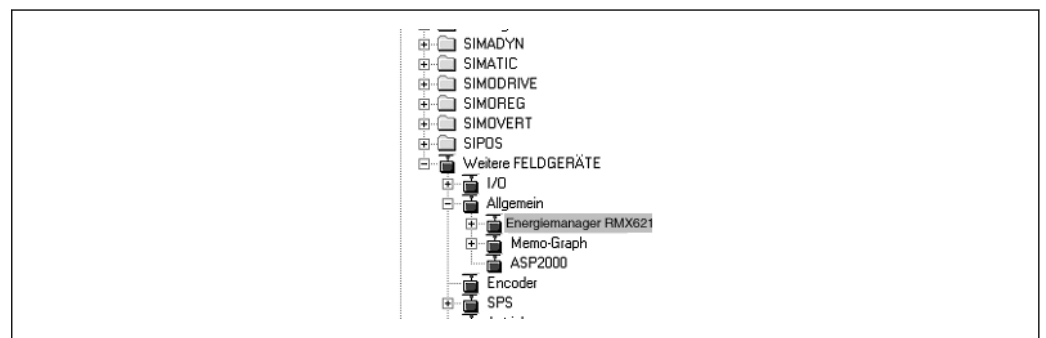 SIMADYN
SIMATIC
SIMODRIVE
SIMOREG
SIMOVERT
SIPOS
Weitere FELDGERÄTE
I/O
Allgemein
Energiemanager RMX621
Memo-Graph
ASP2000
Encoder
SPS